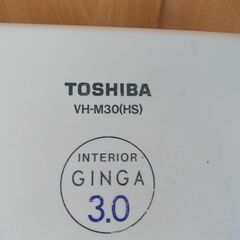 TOSHIBA
VH-M30(HS)
INTERIOR
GINGA
3.0